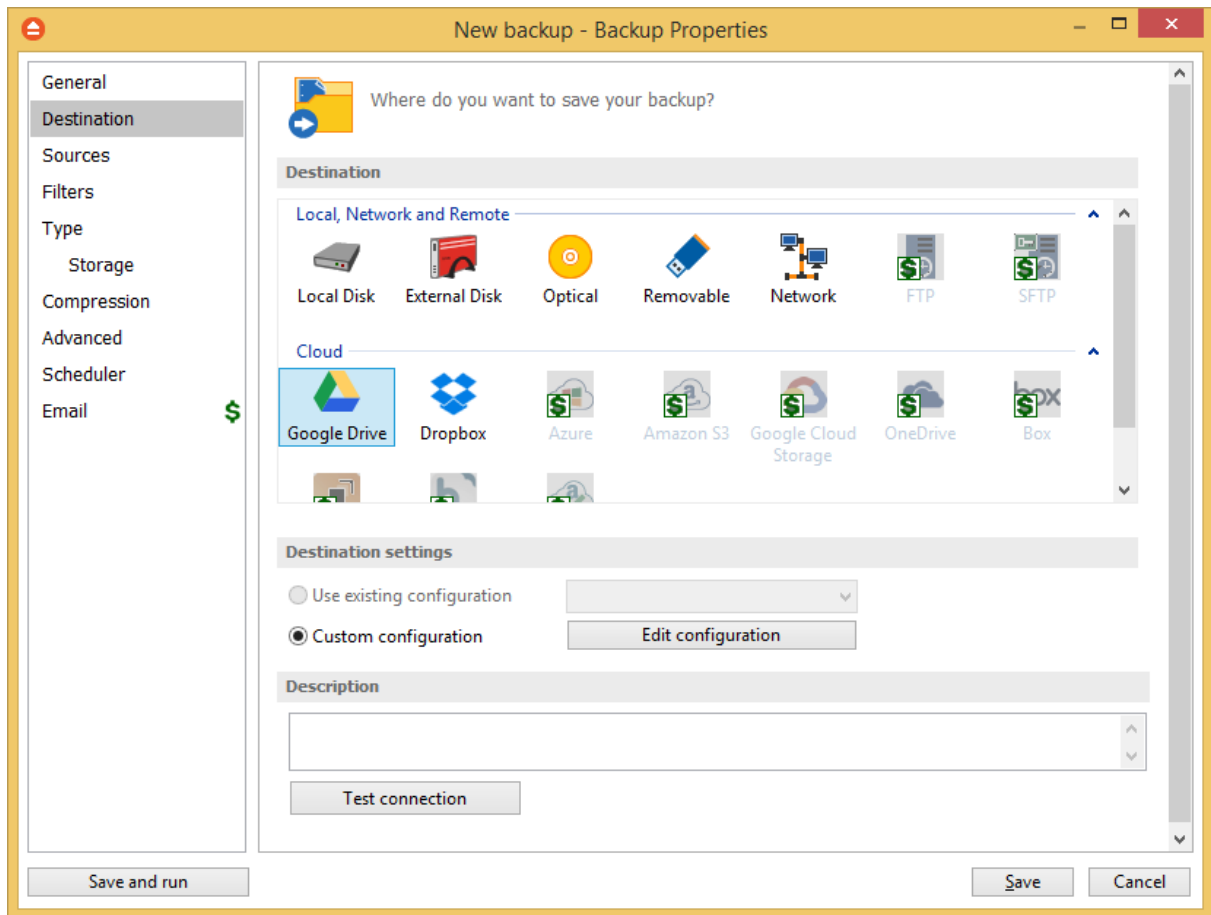 New backup - Backup Properties
General
Destination
Sources
Filters
Type
Storage
Compression
Advanced
Scheduler
Email $
Where do you want to save your backup?
Destination
Local, Network and Remote
Local Disk External Disk Optical Removable Network FTP SFTP
Cloud
Google Drive Dropbox Azure Amazon S3 Google Cloud Storage OneDrive Box
Destination settings
Use existing configuration
Custom configuration Edit configuration
Description
Test connection
Save and run Save Cancel